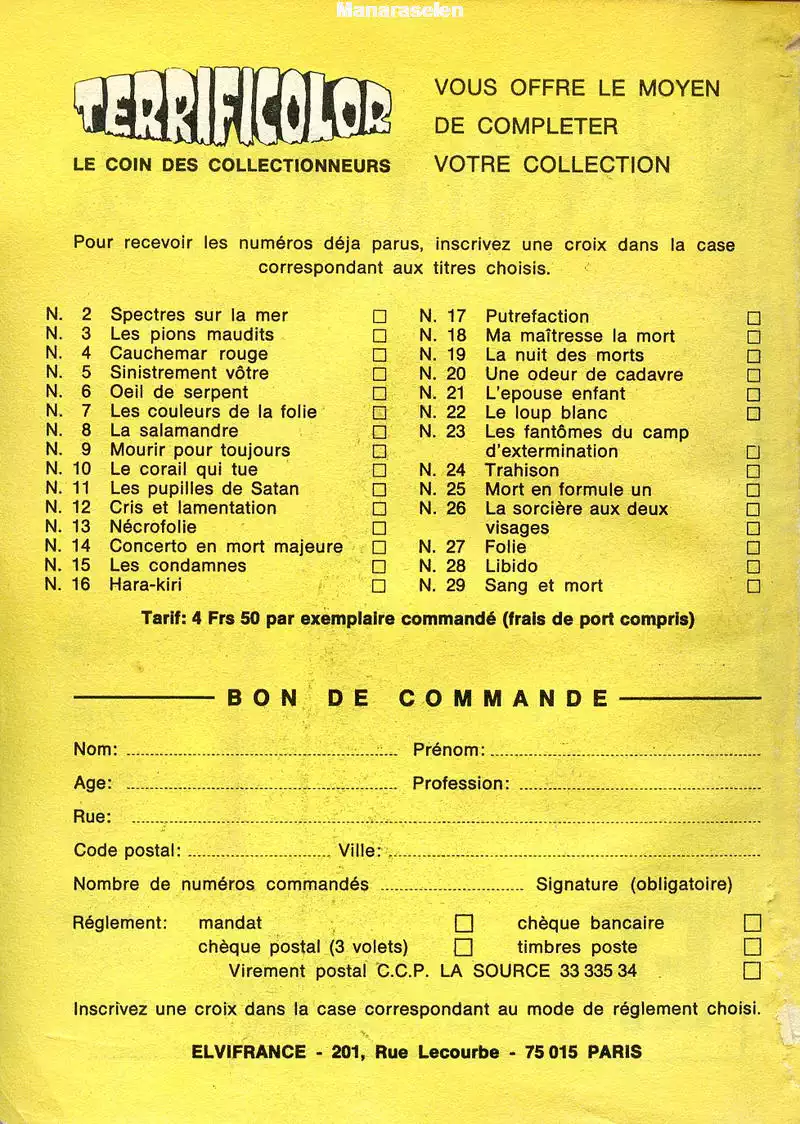 Manaraselen
TERRIFICOLOR
LE COIN DES COLLECTIONNEURS
VOUS OFFRE LE MOYEN
DE COMPLETER
VOTRE COLLECTION
Pour recevoir les numéros déja parus, inscrivez une croix dans la case
correspondant aux titres choisis.
N. 2 Spectres sur la mer
N. 3 Les pions maudits
N. 4 Cauchemar rouge
N. 5 Sinistrement vôtre
N. 6 Oeil de serpent
N. 7 Les couleurs de la folie
N. 8 La salamandre
N. 9 Mourir pour toujours
N. 10 Le corail qui tue
N. 11 Les pupilles de Satan
N. 12 Cris et lamentation
N. 13 Nécrofolie
N. 14 Concerto en mort majeure
N. 15 Les condamnes
N. 16 Hara-kiri
N. 17 Putrefaction
N. 18 Ma maîtresse la mort
N. 19 La nuit des morts
N. 20 Une odeur de cadavre
N. 21 L'epouse enfant
N. 22 Le loup blanc
N. 23 Les fantômes du camp
d'extermination
N. 24 Trahison
N. 25 Mort en formule un
N. 26 La sorcière aux deux
visages
N. 27 Folie
N. 28 Libido
N. 29 Sang et mort
Tarif: 4 Frs 50 par exemplaire commandé (frais de port compris)
BON DE COMMANDE
Nom: Prénom:
Age: Profession:
Rue:
Code postal: Ville:
Nombre de numéros commandés Signature (obligatoire)
Réglement: mandat chèque bancaire
chèque postal (3 volets) timbres poste
Virement postal C.C.P. LA SOURCE 33 335 34
Inscrivez une croix dans la case correspondant au mode de réglement choisi.
ELVIFRANCE - 201, Rue Lecourbe - 75 015 PARIS